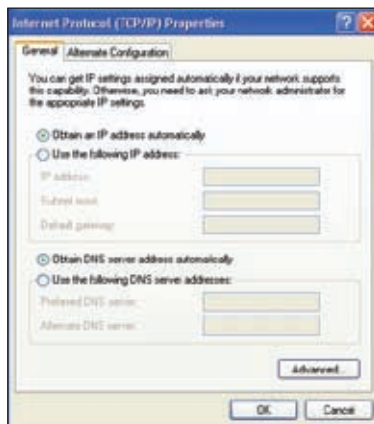 Internet Protocol (TCP/IP) Properties
General
Alternate Configuration
You can get IP settings assigned automatically if your network supports
this capability. Otherwise, you need to ask your network administrator for
the appropriate IP settings.
Obtain an IP address automatically
Use the following IP address:
IP address:
Subnet mask:
Default gateway:
Obtain DNS server address automatically
Use the following DNS server addresses:
Preferred DNS server:
Alternate DNS server:
Advanced...
OK
Cancel